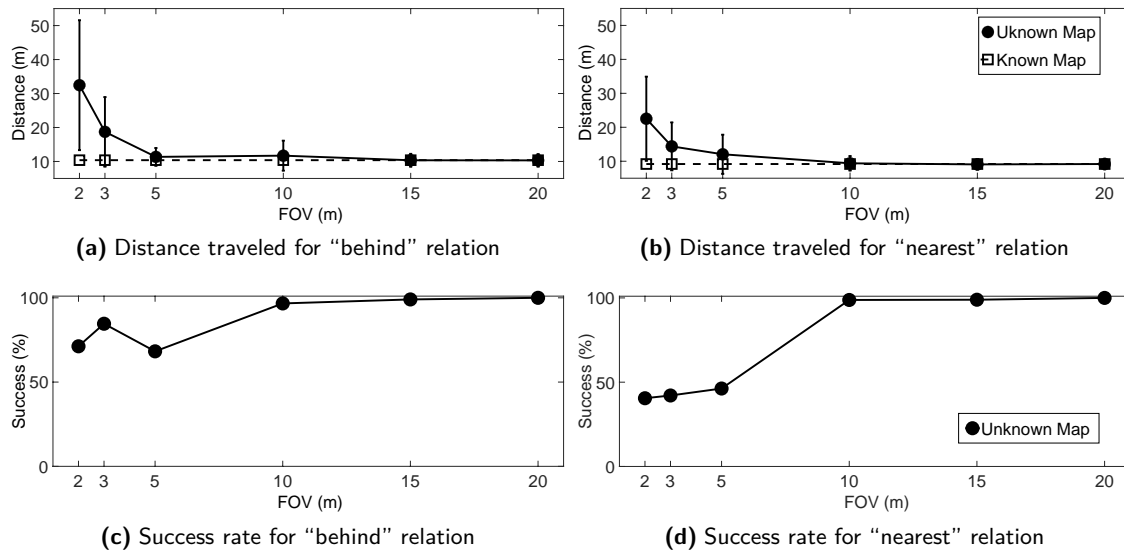 50
40
30
20
10
Distance (m)
2 3 5 10 15 20
FOV (m)
(a) Distance traveled for “behind” relation
50
40
30
20
10
Distance (m)
Uknown Map
Known Map
2 3 5 10 15 20
FOV (m)
(b) Distance traveled for “nearest” relation
100
50
0
Success (%)
2 3 5 10 15 20
FOV (m)
(c) Success rate for “behind” relation
100
50
0
Success (%)
Unknown Map
2 3 5 10 15 20
FOV (m)
(d) Success rate for “nearest” relation